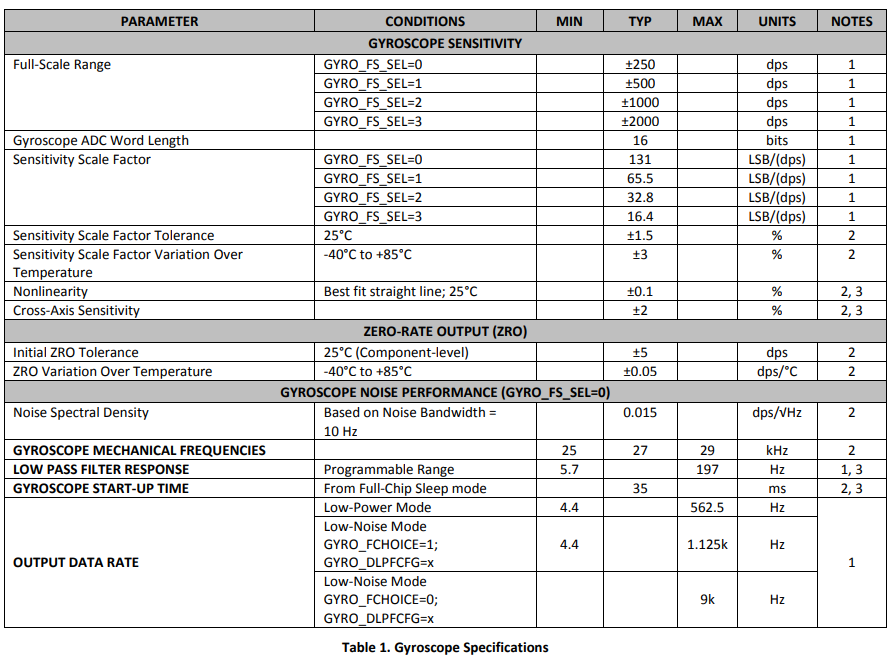 PARAMETER CONDITIONS MIN TYP MAX UNITS NOTES
GYROSCOPE SENSITIVITY
Full-Scale Range GYRO_FS_SEL=0 ±250 dps 1
GYRO_FS_SEL=1 ±500 dps 1
GYRO_FS_SEL=2 ±1000 dps 1
GYRO_FS_SEL=3 ±2000 dps 1
Gyroscope ADC Word Length 16 bits 1
Sensitivity Scale Factor GYRO_FS_SEL=0 131 LSB/(dps) 1
GYRO_FS_SEL=1 65.5 LSB/(dps) 1
GYRO_FS_SEL=2 32.8 LSB/(dps) 1
GYRO_FS_SEL=3 16.4 LSB/(dps) 1
Sensitivity Scale Factor Tolerance 25°C ±1.5 % 2
Sensitivity Scale Factor Variation Over -40°C to +85°C ±3 % 2
Temperature
Nonlinearity Best fit straight line; 25°C ±0.1 % 2, 3
Cross-Axis Sensitivity ±2 % 2, 3
ZERO-RATE OUTPUT (ZRO)
Initial ZRO Tolerance 25°C (Component-level) ±5 dps 2
ZRO Variation Over Temperature -40°C to +85°C ±0.05 dps/°C 2
GYROSCOPE NOISE PERFORMANCE (GYRO_FS_SEL=0)
Noise Spectral Density Based on Noise Bandwidth = 0.015 dps/√Hz 2
10 Hz
GYROSCOPE MECHANICAL FREQUENCIES 25 27 29 kHz 2
LOW PASS FILTER RESPONSE Programmable Range 5.7 197 Hz 1, 3
GYROSCOPE START-UP TIME From Full-Chip Sleep mode 35 ms 2, 3
Low-Power Mode 4.4 562.5 Hz
Low-Noise Mode
GYRO_FCHOICE=1; 4.4 1.125k Hz
GYRO_DLPFCFG=x
OUTPUT DATA RATE 1
Low-Noise Mode
GYRO_FCHOICE=0; 9k Hz
GYRO_DLPFCFG=x
Table 1. Gyroscope Specifications